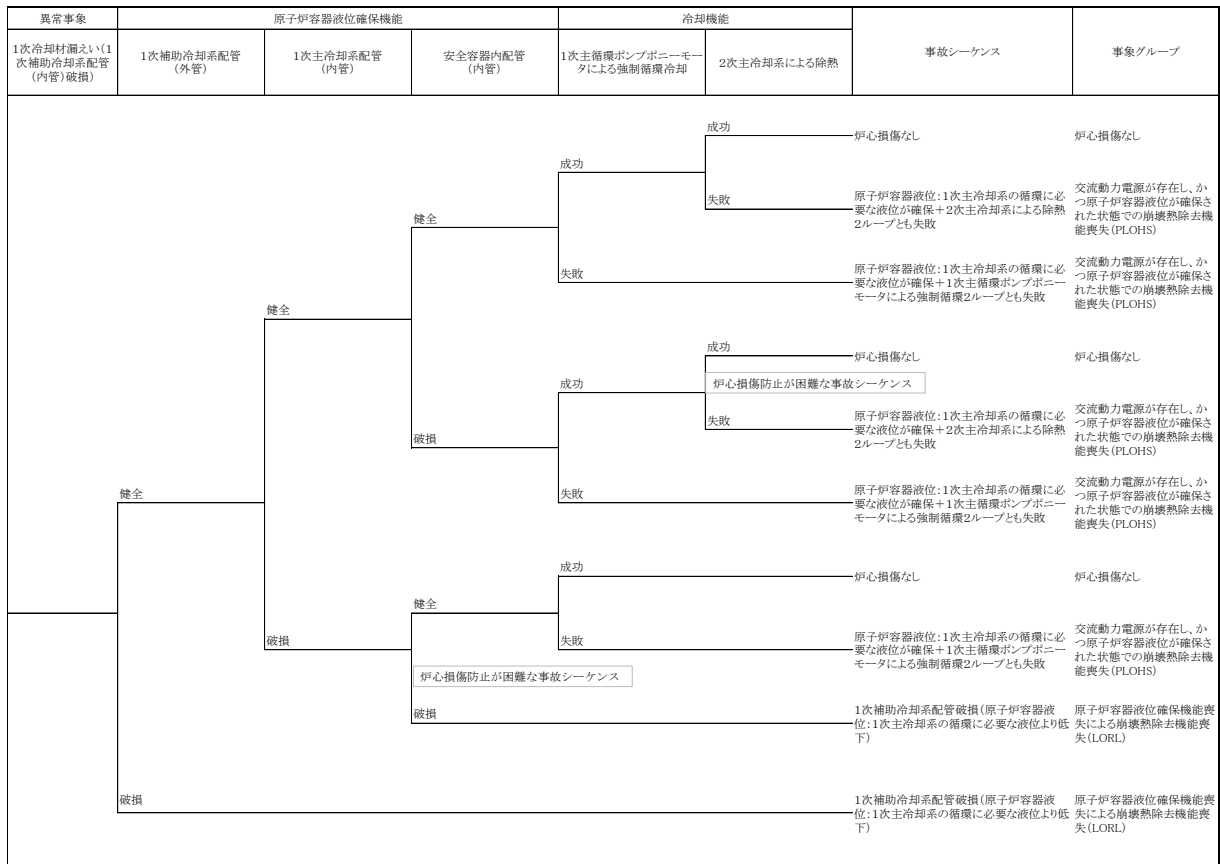 異常事象
原子炉容器液位確保機能
冷却機能
事故シーケンス
事象グループ
1次冷却材漏えい(1
次補助冷却系配管
(内管)破損)
1次補助冷却系配管
(外管)
1次主冷却系配管
(内管)
安全容器内配管
(内管)
1次主循環ポンプポニーモー
タによる強制循環冷却
2次主冷却系による除熱
成功
炉心損傷なし
炉心損傷なし
成功
失敗
原子炉容器液位:1次主冷却系の循環に必
要な液位が確保+2次主冷却系による除熱
2ループとも失敗
交流動力電源が存在し、か
つ原子炉容器液位が確保さ
れた状態での崩壊熱除去機
能喪失(PLOHS)
健全
失敗
原子炉容器液位:1次主冷却系の循環に必
要な液位が確保+1次主循環ポンプポニー
モータによる強制循環2ループとも失敗
交流動力電源が存在し、か
つ原子炉容器液位が確保さ
れた状態での崩壊熱除去機
能喪失(PLOHS)
健全
成功
炉心損傷なし
炉心損傷なし
成功
炉心損傷防止が困難な事故シーケンス
失敗
原子炉容器液位:1次主冷却系の循環に必
要な液位が確保+2次主冷却系による除熱
2ループとも失敗
交流動力電源が存在し、か
つ原子炉容器液位が確保さ
れた状態での崩壊熱除去機
能喪失(PLOHS)
破損
健全
失敗
原子炉容器液位:1次主冷却系の循環に必
要な液位が確保+1次主循環ポンプポニー
モータによる強制循環2ループとも失敗
交流動力電源が存在し、か
つ原子炉容器液位が確保さ
れた状態での崩壊熱除去機
能喪失(PLOHS)
成功
炉心損傷なし
炉心損傷なし
健全
破損
失敗
原子炉容器液位:1次主冷却系の循環に必
要な液位が確保+1次主循環ポンプポニー
モータによる強制循環2ループとも失敗
交流動力電源が存在し、か
つ原子炉容器液位が確保さ
れた状態での崩壊熱除去機
能喪失(PLOHS)
炉心損傷防止が困難な事故シーケンス
破損
1次補助冷却系配管破損(原子炉容器液
位:1次主冷却系の循環に必要な液位より低
下)
原子炉容器液位確保機能喪
失による崩壊熱除去機能喪
失(LORL)
破損
1次補助冷却系配管破損(原子炉容器液
位:1次主冷却系の循環に必要な液位より低
下)
原子炉容器液位確保機能喪
失による崩壊熱除去機能喪
失(LORL)